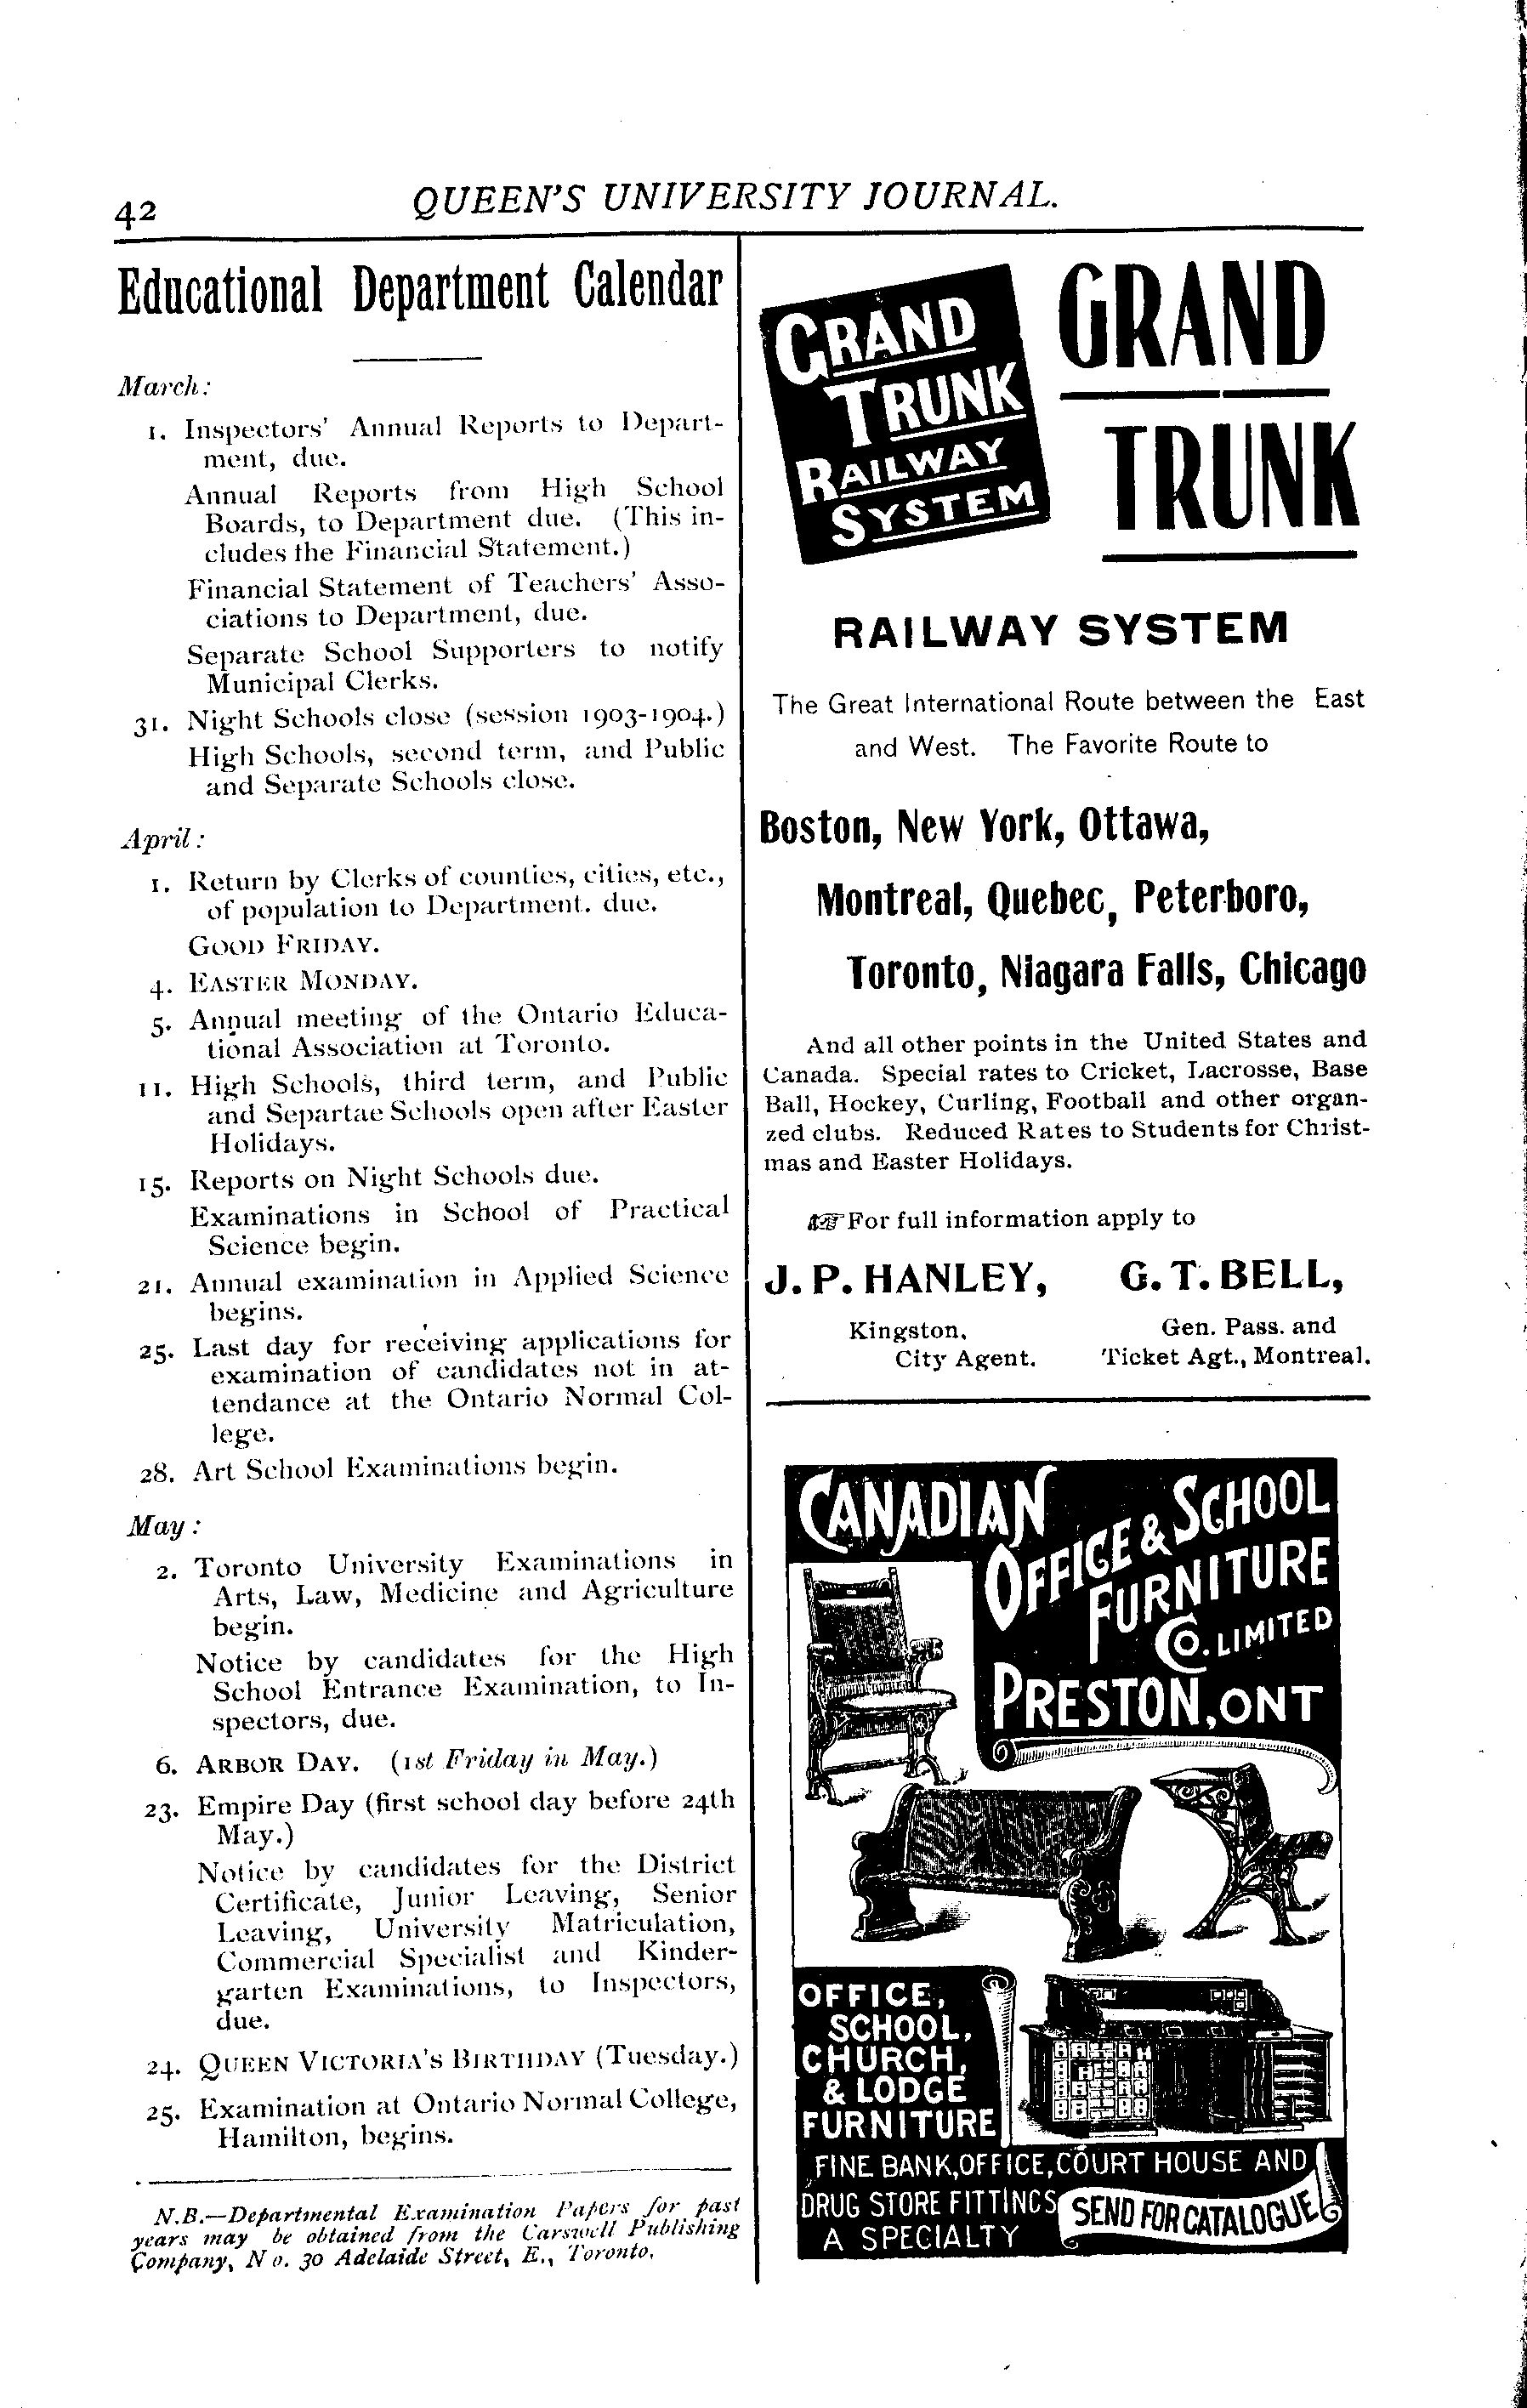 42
QUEEN'S UNIVERSITY JOURNAL.
Educational Department Calendar
March:
1. Inspectors' Annual Reports to Depart-
ment, due.
Annual Reports from High School
Boards, to Department due. (This in-
cludes the Financial Statement.)
Financial Statement of Teachers' Asso-
ciations to Department, due.
Separate School Supporters to notify
Municipal Clerks.
31. Night Schools close (session 1903-1904.)
High Schools, second term, and Public
and Separate Schools close.
April:
1. Return by Clerks of counties, cities, etc.,
of population to Department. due.
GOOD FRIDAY.
4. EASTER MONDAY.
5. Annual meeting of the Ontario Educa-
tional Association at Toronto.
11. High Schools, third term, and Public
and Separtae Schools open after Easter
Holidays.
15. Reports on Night Schools due.
Examinations in School of Practical
Science begin.
21. Annual examination in Applied Science
begins.
25. Last day for receiving applications for
examination of candidates not in at-
tendance at the Ontario Normal Col-
lege.
28. Art School Examinations begin.
May:
2. Toronto University Examinations in
Arts, Law, Medicine and Agriculture
begin.
Notice by candidates for the High
School Entrance Examination, to In-
spectors, due.
6. ARBOR DAY. (1st Friday in May.)
23. Empire Day (first school day before 24th
May.)
Notice by candidates for the District
Certificate, Junior Leaving, Senior
Leaving, University Matriculation,
Commercial Specialist and Kinder-
garten Examinations, to Inspectors,
due.
24. QUEEN VICTORIA'S BIRTHDAY (Tuesday.)
25. Examination at Ontario Normal College,
Hamilton, begins.
N.B.—Departmental Examination Papers for past
years may be obtained from the Carswell Publishing
Company, No. 30 Adelaide Street, E., Toronto.
GRAND
TRUNK
RAILWAY
SYSTEM
GRAND
TRUNK
RAILWAY SYSTEM
The Great International Route between the East
and West. The Favorite Route to
Boston, New York, Ottawa,
Montreal, Quebec, Peterboro,
Toronto, Niagara Falls, Chicago
And all other points in the United States and
Canada. Special rates to Cricket, Lacrosse, Base
Ball, Hockey, Curling, Football and other organ-
zed clubs. Reduced Rates to Students for Christ-
mas and Easter Holidays.
☞For full information apply to
J. P. HANLEY, G. T. BELL,
Kingston, Gen. Pass. and
City Agent. Ticket Agt., Montreal.
CANADIAN
OFFICE & SCHOOL
FURNITURE
CO. LIMITED
PRESTON, ONT
OFFICE,
SCHOOL,
CHURCH,
& LODGE
FURNITURE
FINE BANK, OFFICE, COURT HOUSE AND
DRUG STORE FITTINGS
A SPECIALTY
SEND FOR CATALOGUE